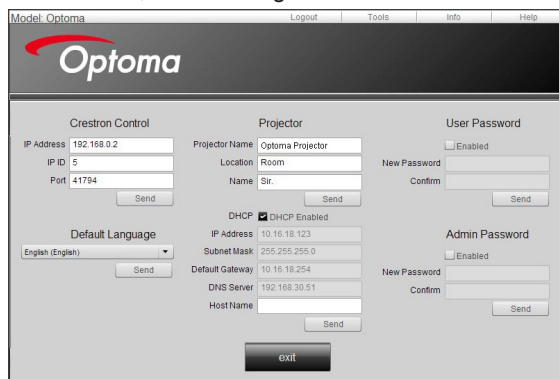 Model: Optoma Logout Tools Info Help
Optoma
Crestron Control
IP Address 192.168.0.2
IP ID 5
Port 41794
Send
Default Language
English (English)
Send
Projector
Projector Name Optoma Projector
Location Room
Name Sir.
Send
DHCP DHCP Enabled
IP Address 10.16.18.123
Subnet Mask 255.255.255.0
Default Gateway 10.16.18.254
DNS Server 192.168.30.51
Host Name
Send
User Password
Enabled
New Password
Confirm
Send
Admin Password
Enabled
New Password
Confirm
Send
exit